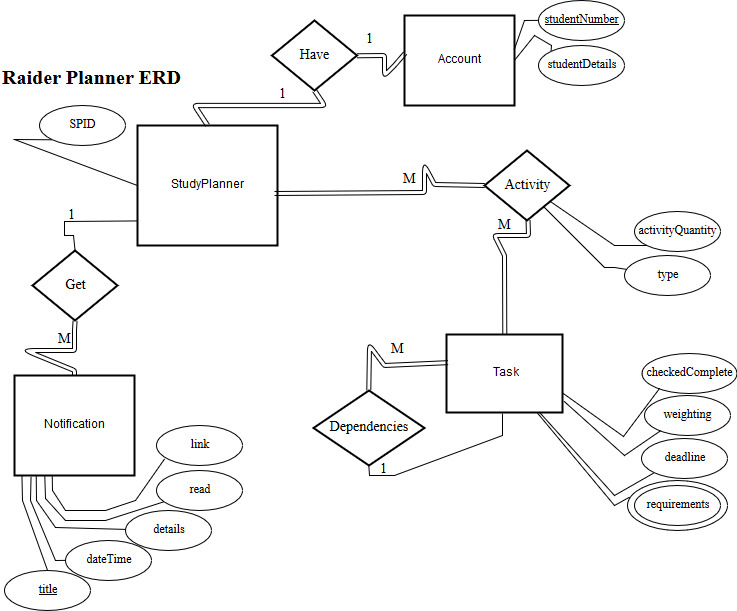 studentNumber
1
Have
Account
studentDetails
Raider Planner ERD
1
SPID
M
StudyPlanner
Activity
1
M
activityQuantity
type
Get
M
M
checkedComplete
Task
weighting
Notification
Dependencies
link
deadline
1
read
requirements
details
dateTime
title